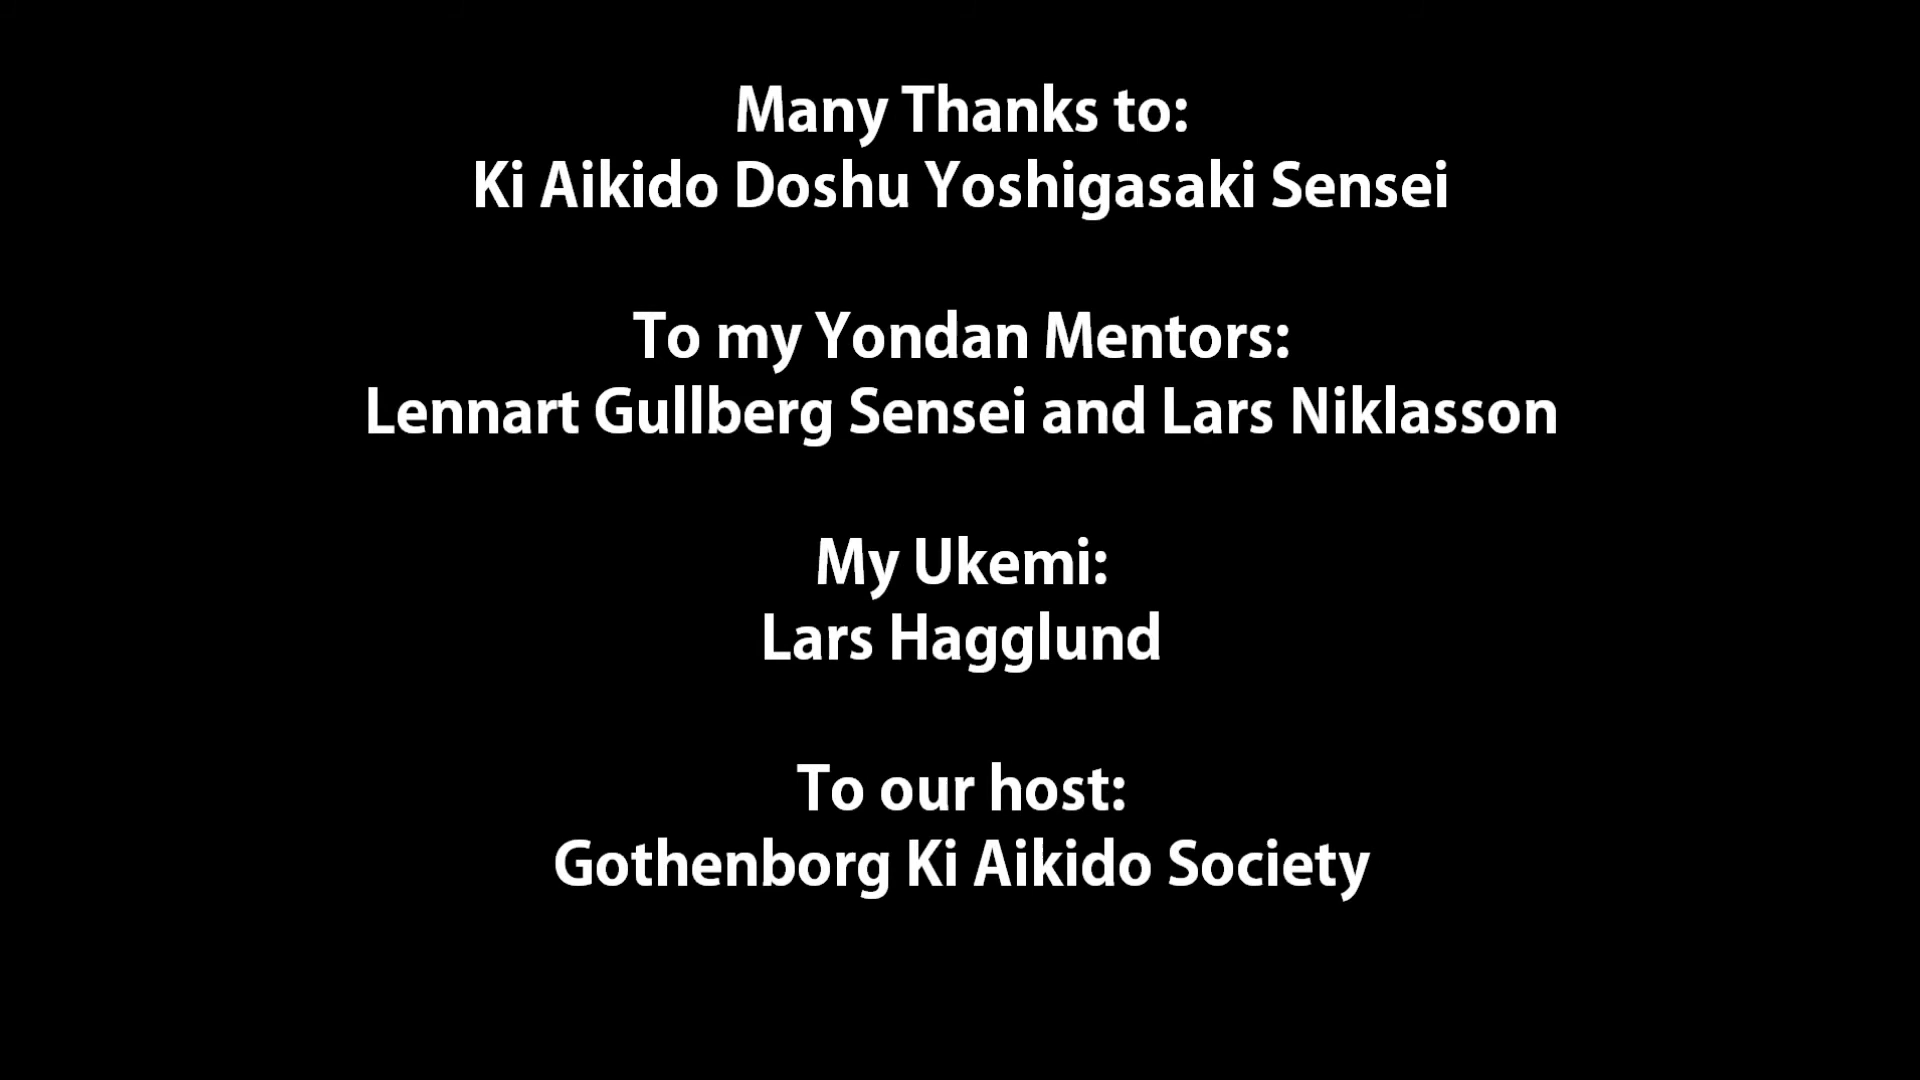 Many Thanks to:
Ki Aikido Doshu Yoshigasaki Sensei
To my Yondan Mentors:
Lennart Gullberg Sensei and Lars Niklasson
My Ukemi:
Lars Hagglund
To our host:
Gothenborg Ki Aikido Society